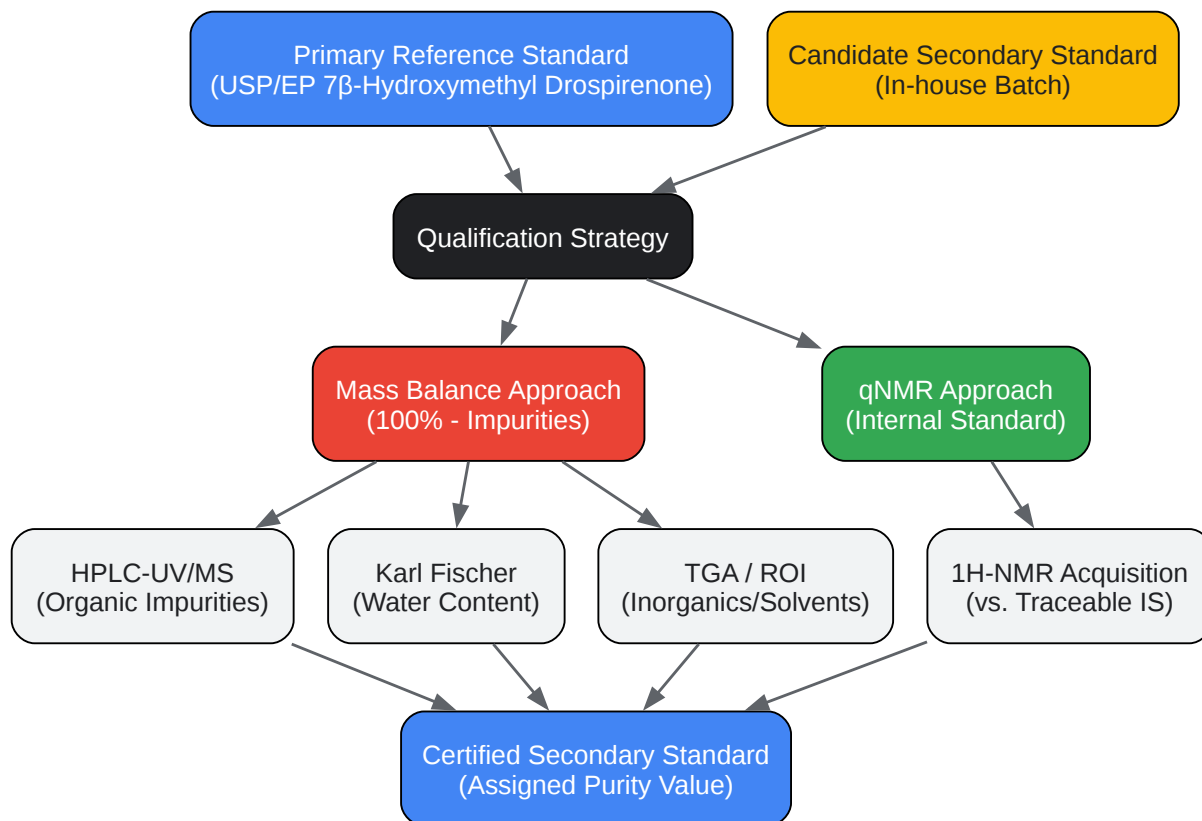 Primary Reference Standard
(USP/EP 7β-Hydroxymethyl Drospirenone)
Candidate Secondary Standard
(In-house Batch)
Qualification Strategy
Mass Balance Approach
(100% - Impurities)
qNMR Approach
(Internal Standard)
HPLC-UV/MS
(Organic Impurities)
Karl Fischer
(Water Content)
TGA / ROI
(Inorganics/Solvents)
1H-NMR Acquisition
(vs. Traceable IS)
Certified Secondary Standard
(Assigned Purity Value)